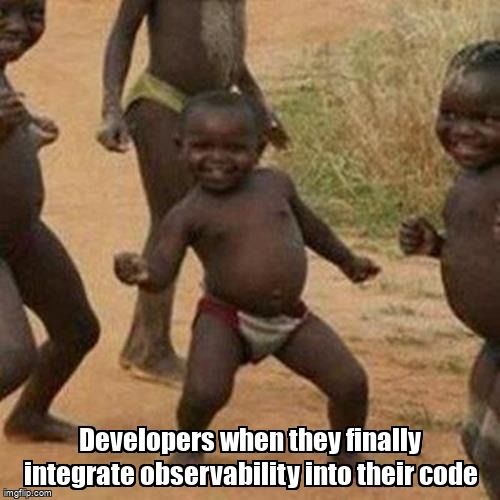 Developers when they finally
integrate observability into their code
imgflip.com